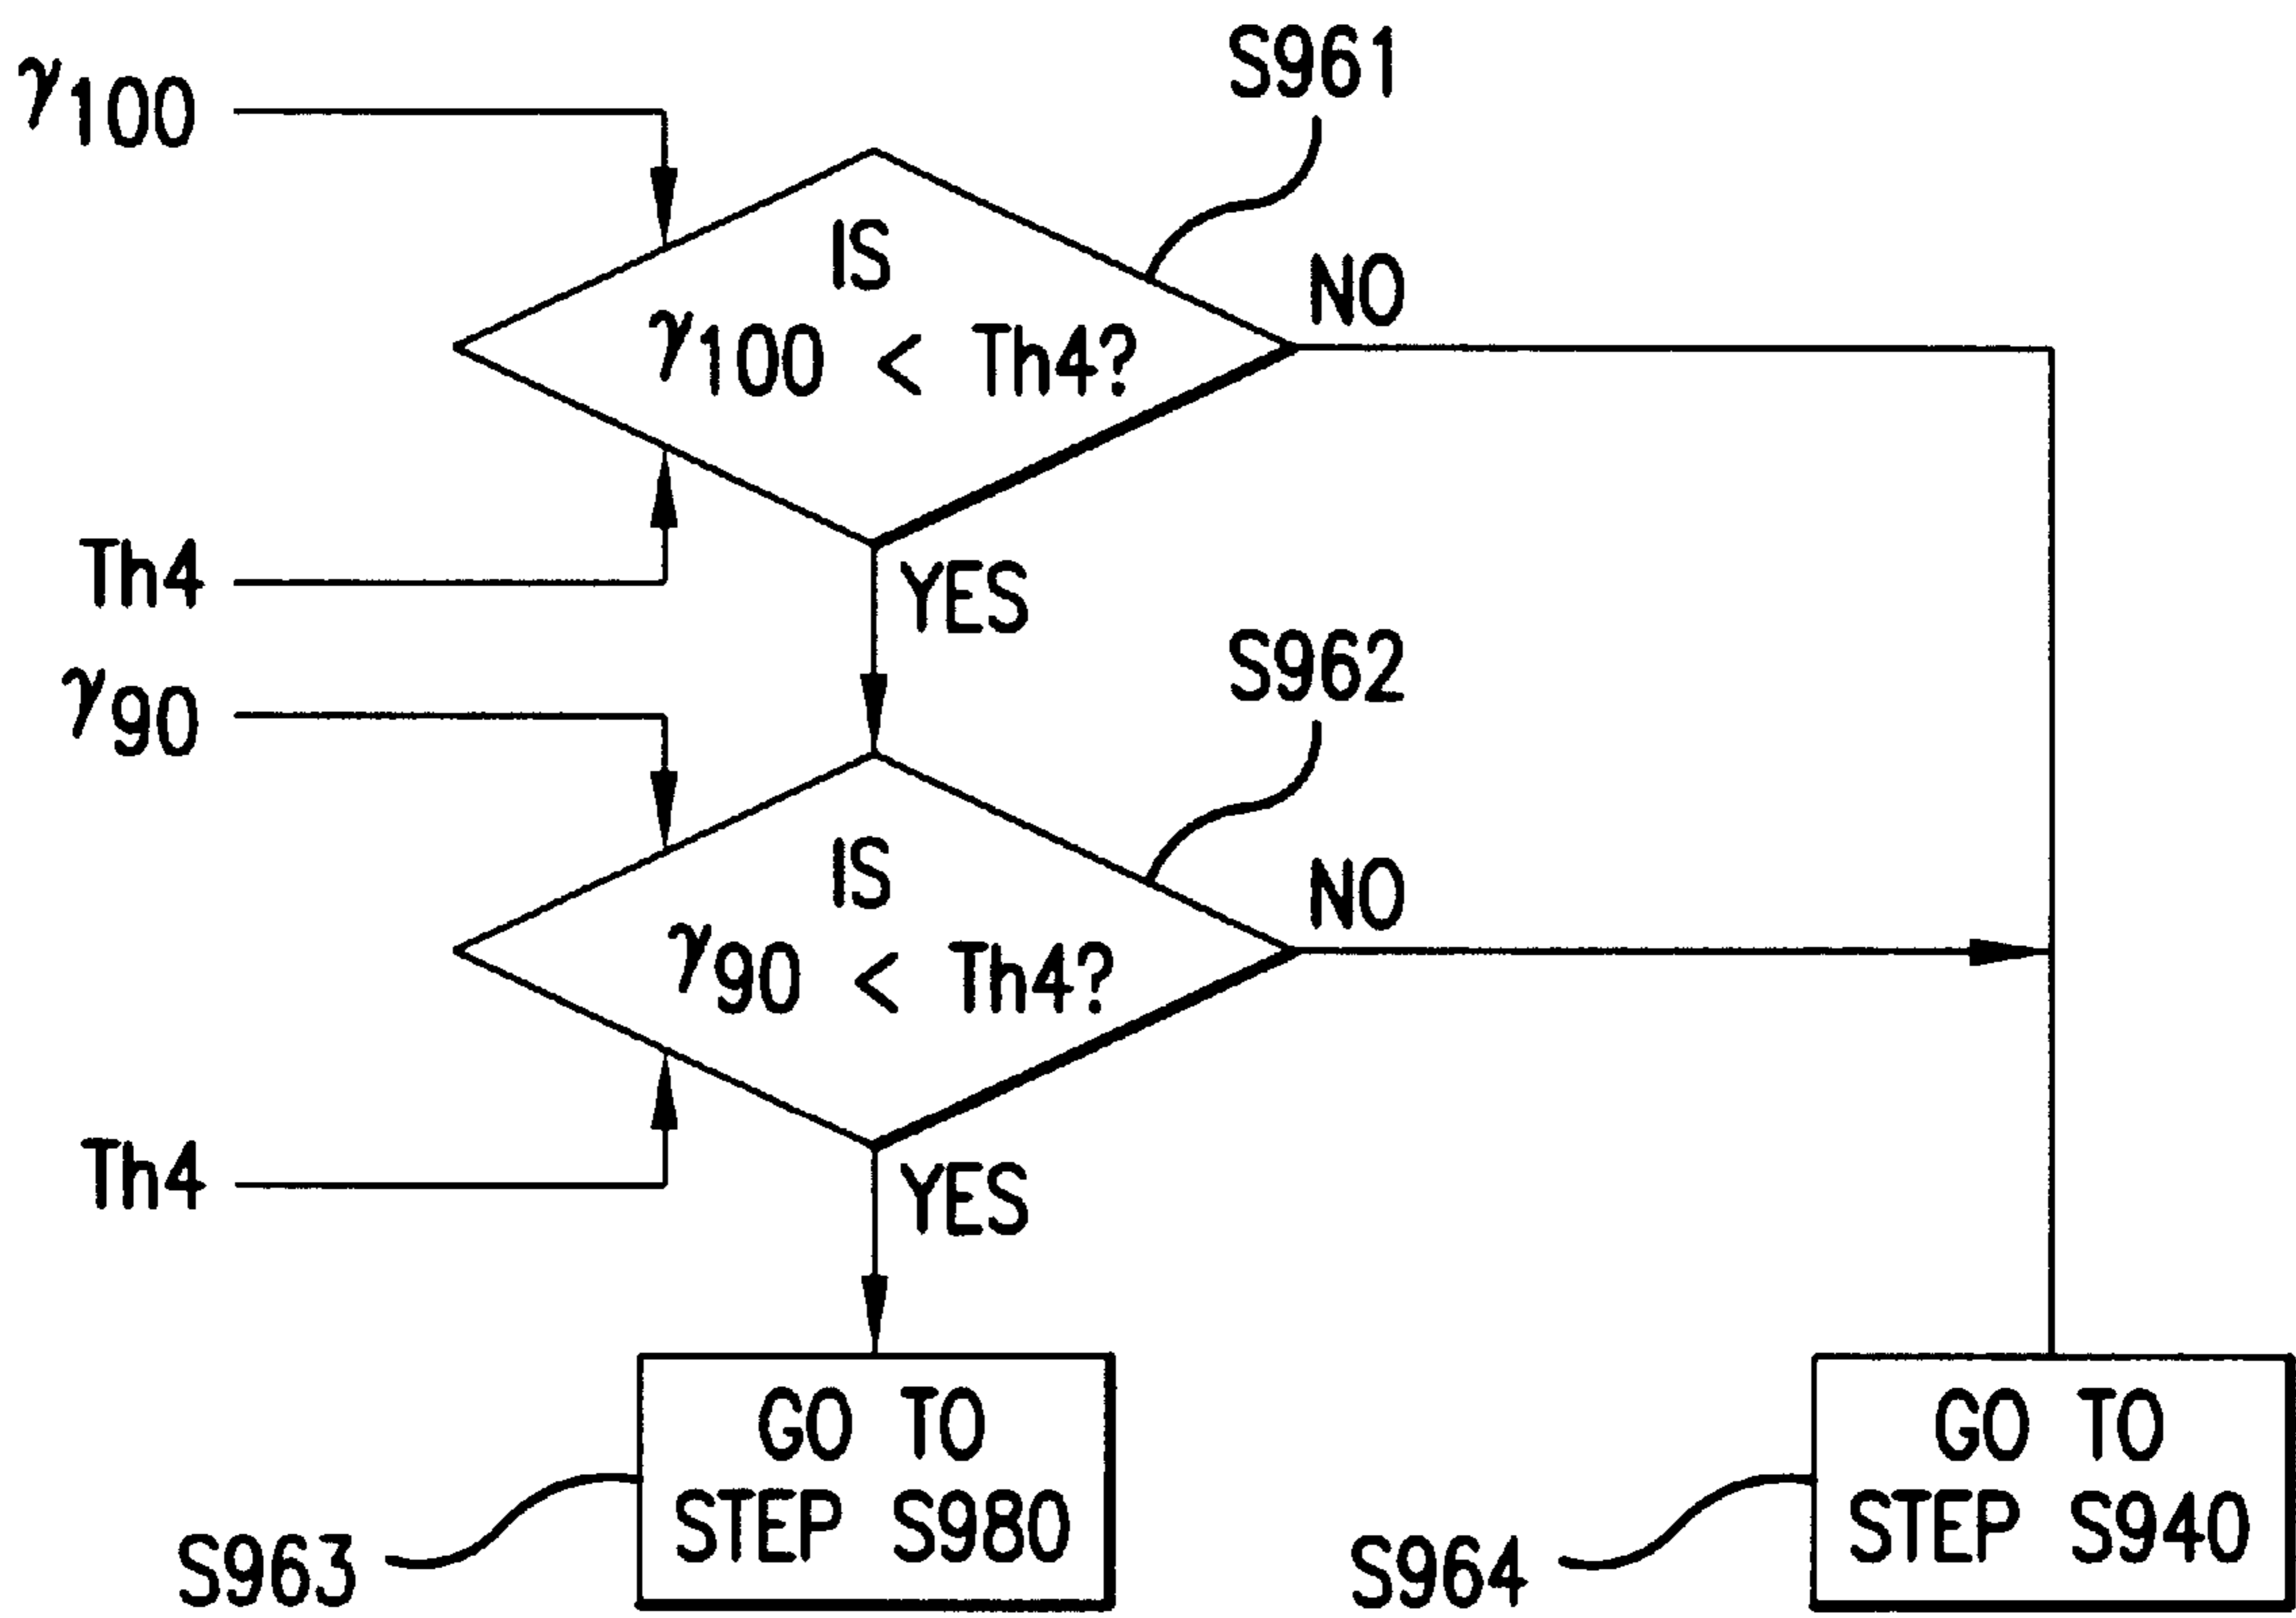 γ100
S961
IS
γ100 < Th4?
NO
Th4
YES
γ90
S962
IS
γ90 < Th4?
NO
Th4
YES
GO TO
STEP S980
S963
GO TO
STEP S940
S964